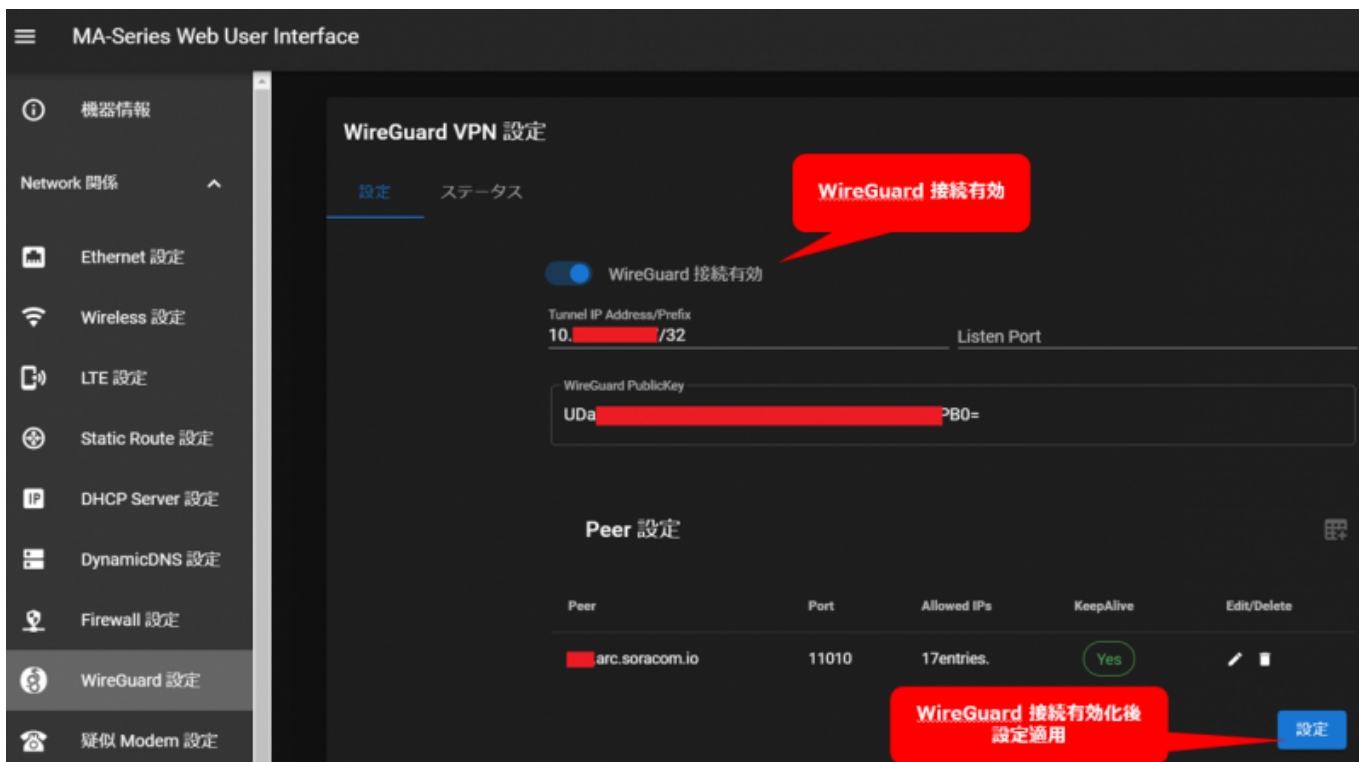 MA-Series Web User Interface
機器情報
Network 関係
Ethernet 設定
Wireless 設定
LTE 設定
Static Route 設定
IP
DHCP Server 設定
DynamicDNS 設定
Firewall 設定
WireGuard 設定
疑似 Modem 設定
WireGuard VPN 設定
設定 ステータス
WireGuard 接続有効
WireGuard 接続有効
Tunnel IP Address/Prefix
10. /32
Listen Port
WireGuard PublicKey
UDa PB0=
Peer 設定
Peer Port Allowed IPs KeepAlive Edit/Delete
arc.soracom.io 11010 17entries. Yes
WireGuard 接続有効化後
設定適用
設定